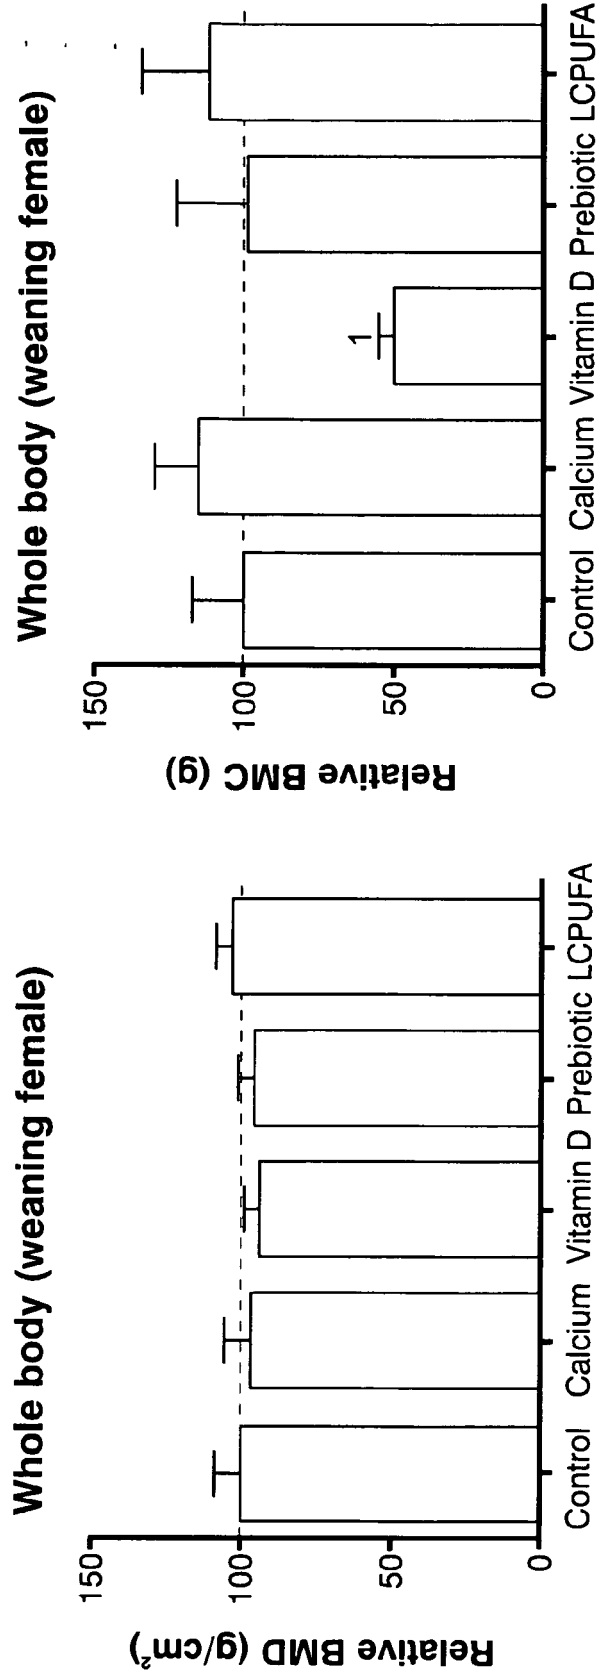 Whole body (weaning female)
Relative BMD (g/cm²)
150
100
50
0
Control Calcium Vitamin D Prebiotic LCPUFA
Whole body (weaning female)
Relative BMC (g)
150
100
50
0
1
Control Calcium Vitamin D Prebiotic LCPUFA